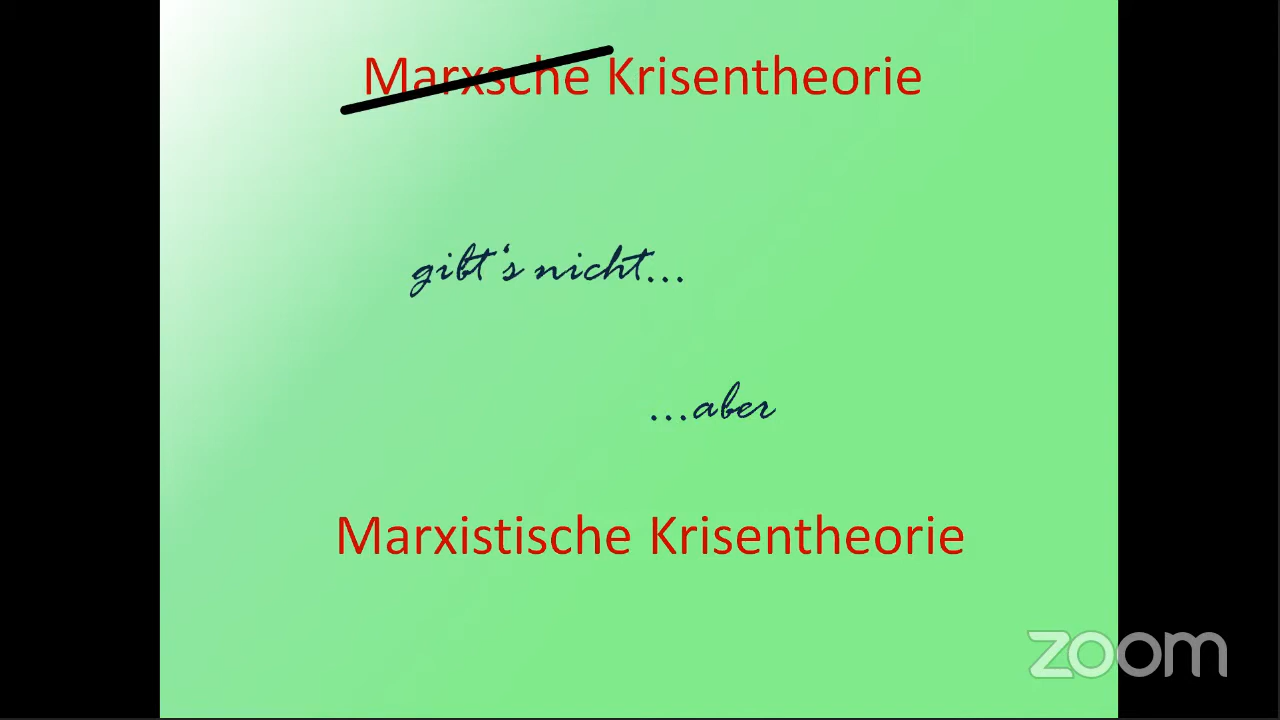 Marxsche Krisentheorie
gibt‘s nicht...
...aber
Marxistische Krisentheorie
zoom